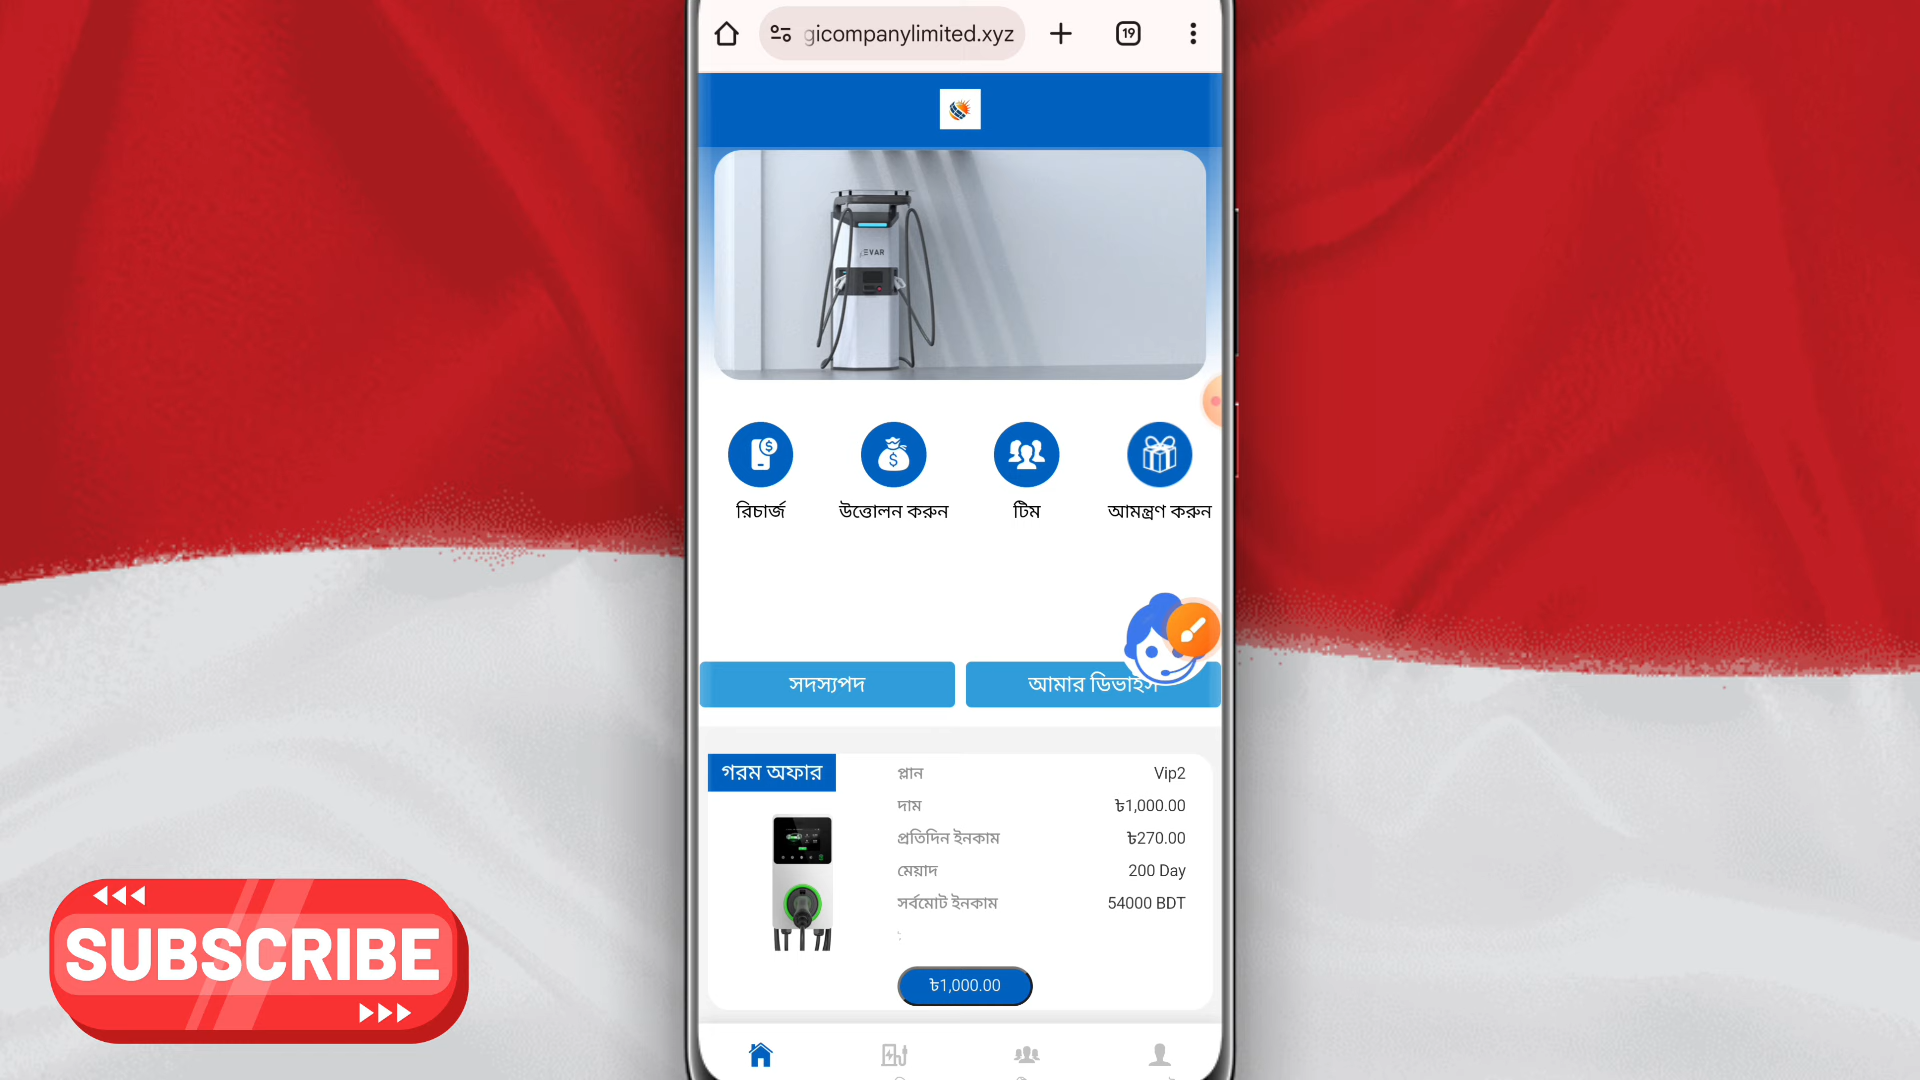 gicompanylimited.xyz
19
EVAR
রিচার্জ
উত্তোলন করুন
টিম
আমন্ত্রণ করুন
সদস্যপদ
আমার ডিভাইস
গরম অফার
প্লান Vip2
দাম ৳1,000.00
প্রতিদিন ইনকাম ৳270.00
মেয়াদ 200 Day
সর্বমোট ইনকাম 54000 BDT
:
৳1,000.00
SUBSCRIBE